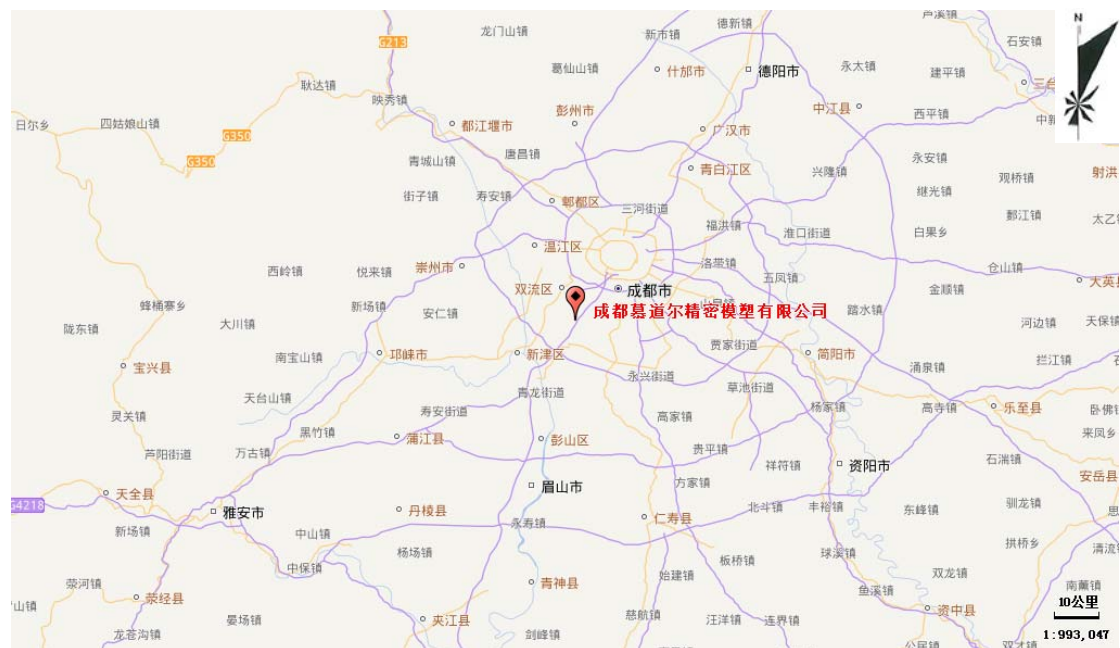 芦溪镇
N
龙门山镇
德新镇
新市镇
石安镇
G213
葛仙山镇
什邡市
德阳市
永太镇
建平镇
耿达镇
映秀镇
彭州市
中江县
西平镇
日尔乡
四姑娘山镇
G350
都江堰市
广汉市
G350
青城山镇
唐昌镇
青白江区
兴隆镇
永安镇
观桥镇
射洪
街子镇
寿安镇
郫都区
三河街道
继光镇
福洪镇
淮口街道
白果乡
郪江镇
温江区
西岭镇
悦来镇
崇州市
洛带镇
五凤镇
仓山镇
大英县
双流区
成都市
金顺镇
蜂桶寨乡
新场镇
安仁镇
成都慕道尔精密模塑有限公司
踏水镇
陇东镇
大川镇
河边镇
天保镇
南宝山镇
邛崃市
新津区
贾家街道
简阳市
拦江镇
宝兴县
永兴街道
涌泉镇
天台山镇
青龙街道
草池街道
灵关镇
寿安街道
高家镇
杨家镇
高寺镇
乐至县
卧佛镇
黑竹镇
蒲江县
彭山区
来凤乡
芦阳街道
万古镇
贵平镇
祥符镇
资阳市
石湍镇
安岳县
天全县
眉山市
方家镇
G4218
雅安市
丹棱县
仁寿县
北斗镇
丰裕镇
东峰镇
驯龙镇
新场镇
中山镇
永寿镇
杨场镇
球溪镇
拱桥乡
清流
中保镇
板桥镇
荥河镇
青神县
始建镇
双龙镇
南薰镇
荥经县
鱼溪镇
10公里
晏场镇
夹江县
慈航镇
汪洋镇
连界镇
资中县
龙苍沟镇
剑峰镇
公民镇
双才镇
1:993,047